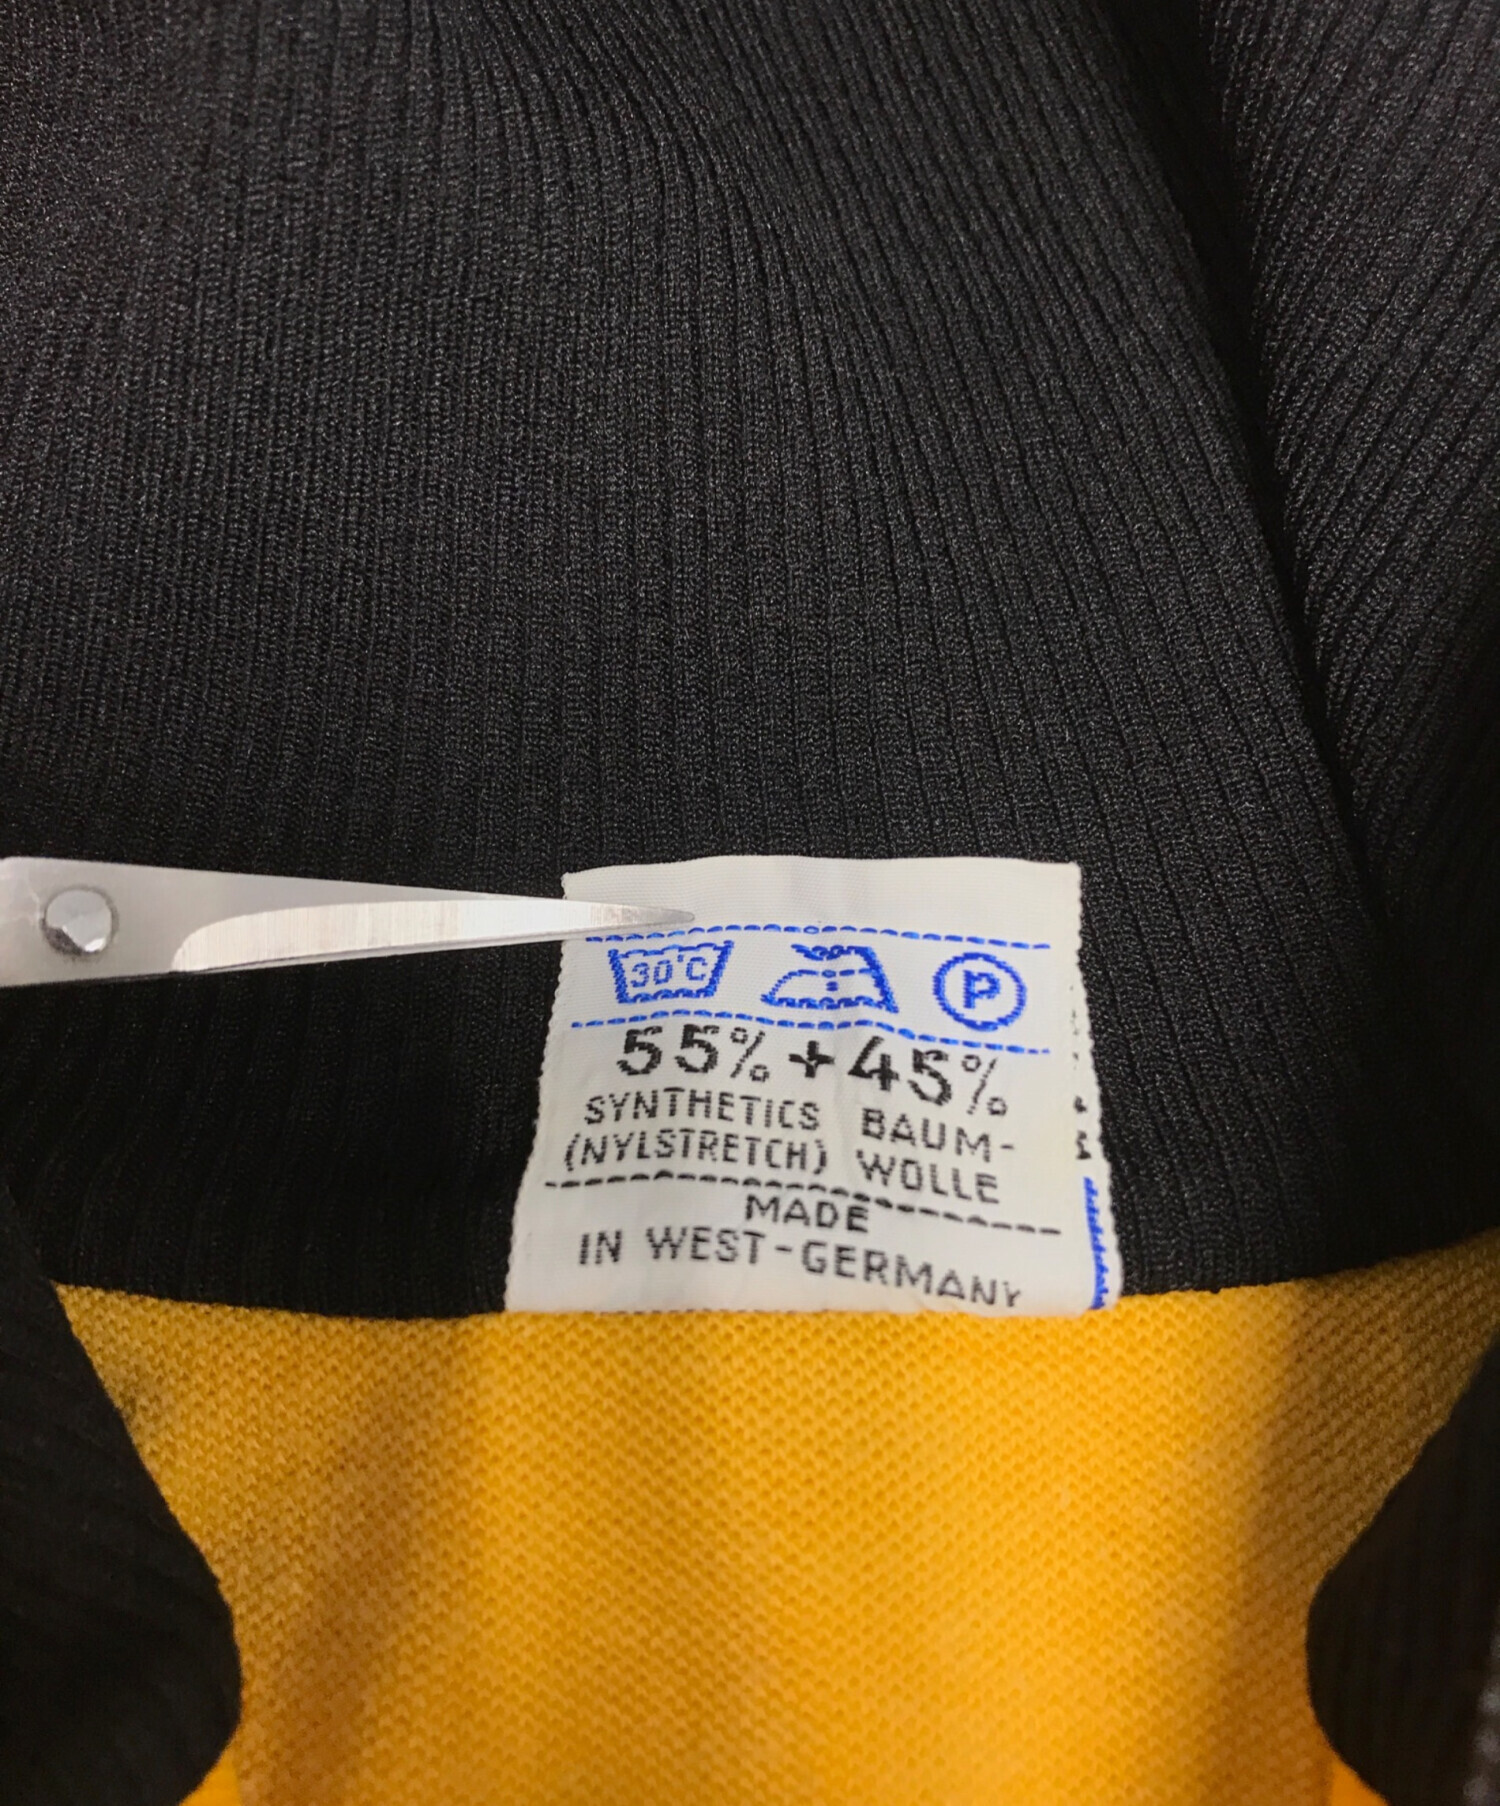 30°C P
55% + 45%
SYNTHETICS BAUM-
(NYLSTRETCH) WOLLE
MADE
IN WEST-GERMANY